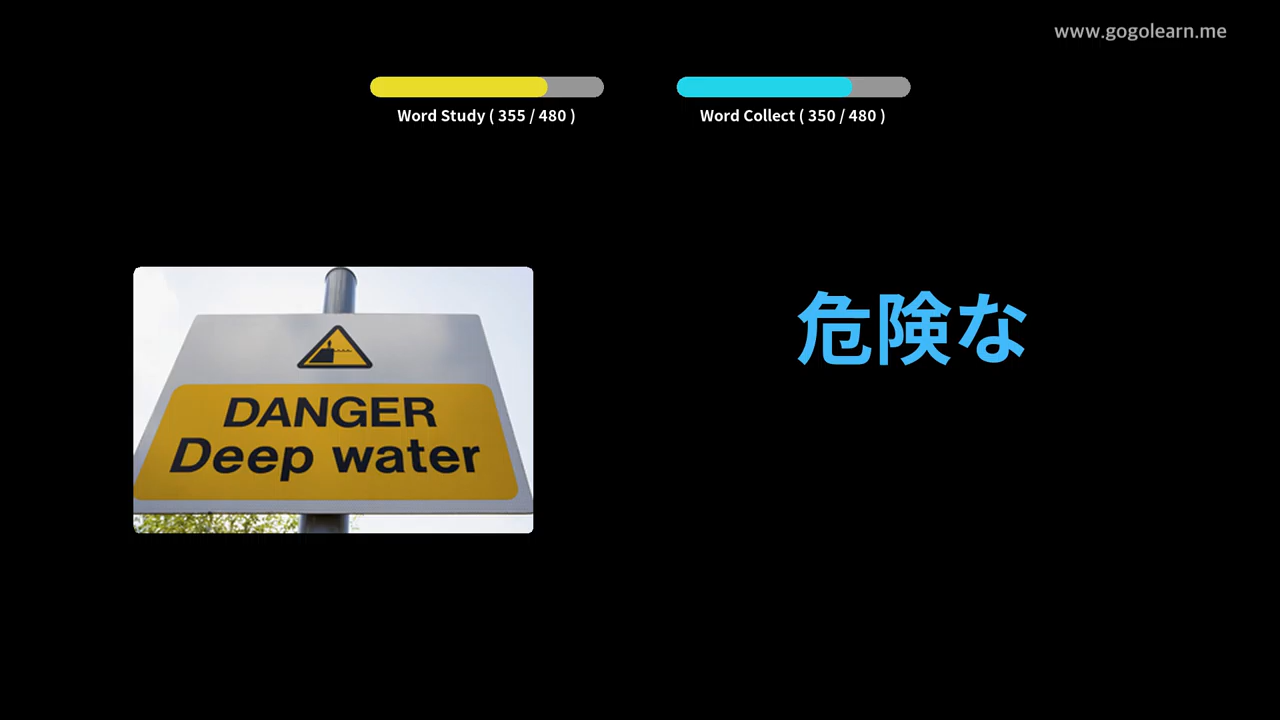 www.gogolearn.me
Word Study ( 355 / 480 )
Word Collect ( 350 / 480 )
DANGER
Deep water
危険な